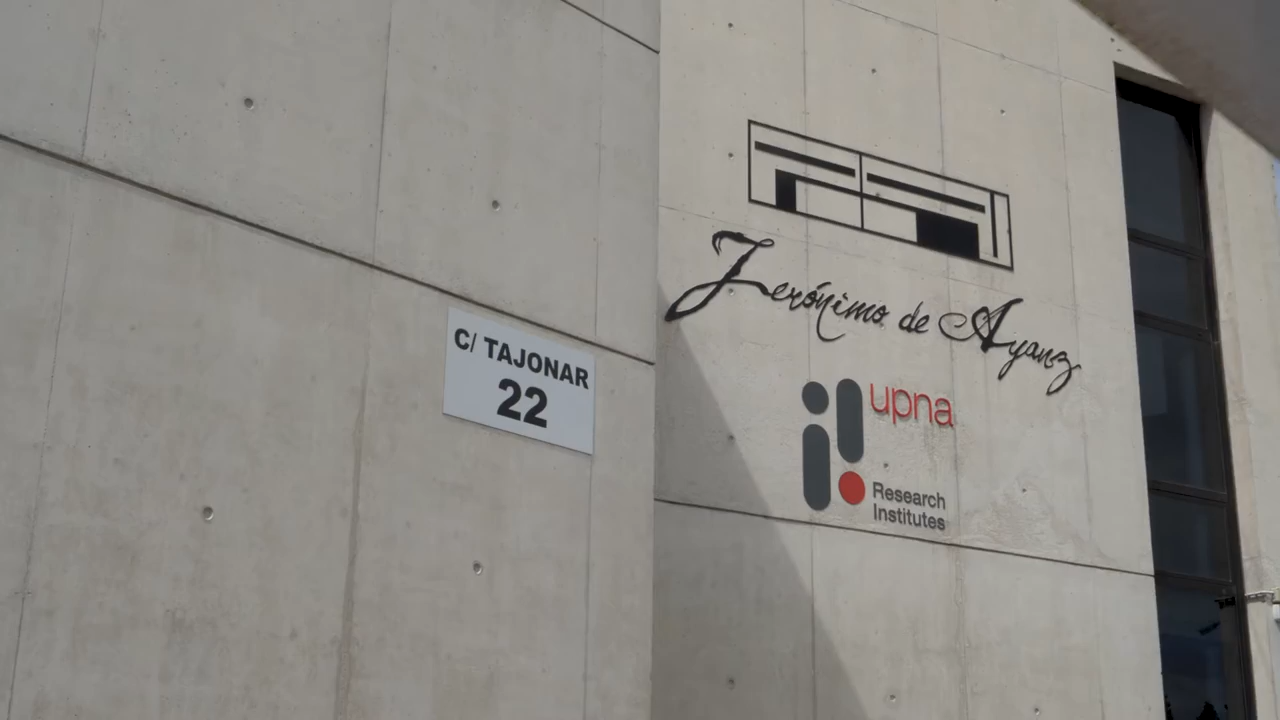 C/ TAJONAR
22
Jerónimo de Ayanz
upna
Research
Institutes